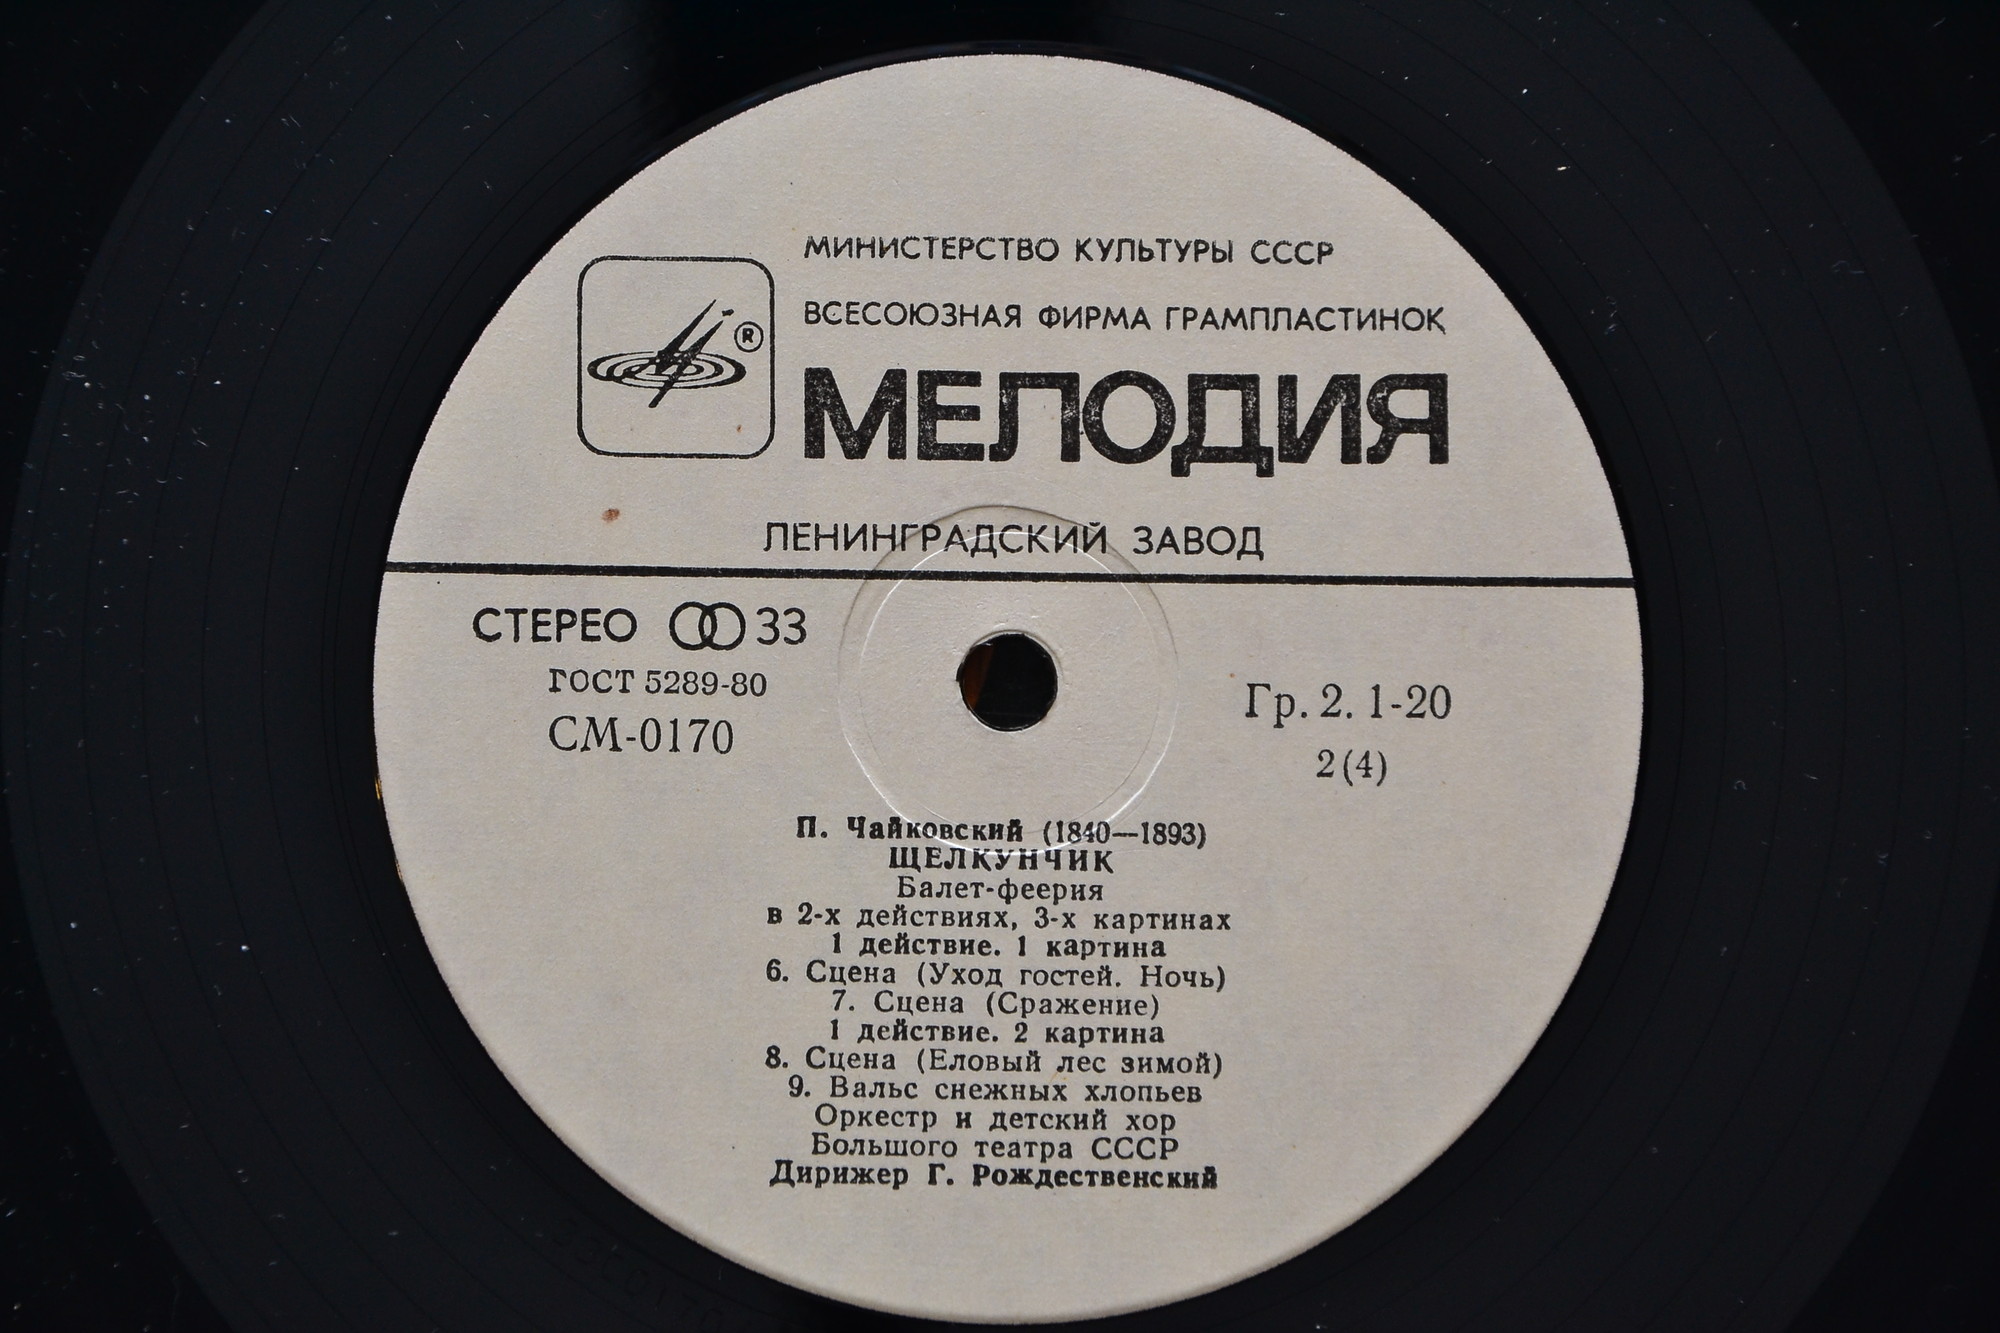 МИНИСТЕРСТВО КУЛЬТУРЫ СССР
ВСЕСОЮЗНАЯ ФИРМА ГРАМПЛАСТИНОК
®
МЕЛОДИЯ
ЛЕНИНГРАДСКИЙ ЗАВОД
СТЕРЕО 33
ГОСТ 5289-80
СМ-0170
Гр. 2. 1-20
2(4)
П. Чайковский (1840—1893)
ЩЕЛКУНЧИК
Балет-феерия
в 2-х действиях, 3-х картинах
1 действие. 1 картина
6. Сцена (Уход гостей. Ночь)
7. Сцена (Сражение)
1 действие. 2 картина
8. Сцена (Еловый лес зимой)
9. Вальс снежных хлопьев
Оркестр и детский хор
Большого театра СССР
Дирижер Г. Рождественский